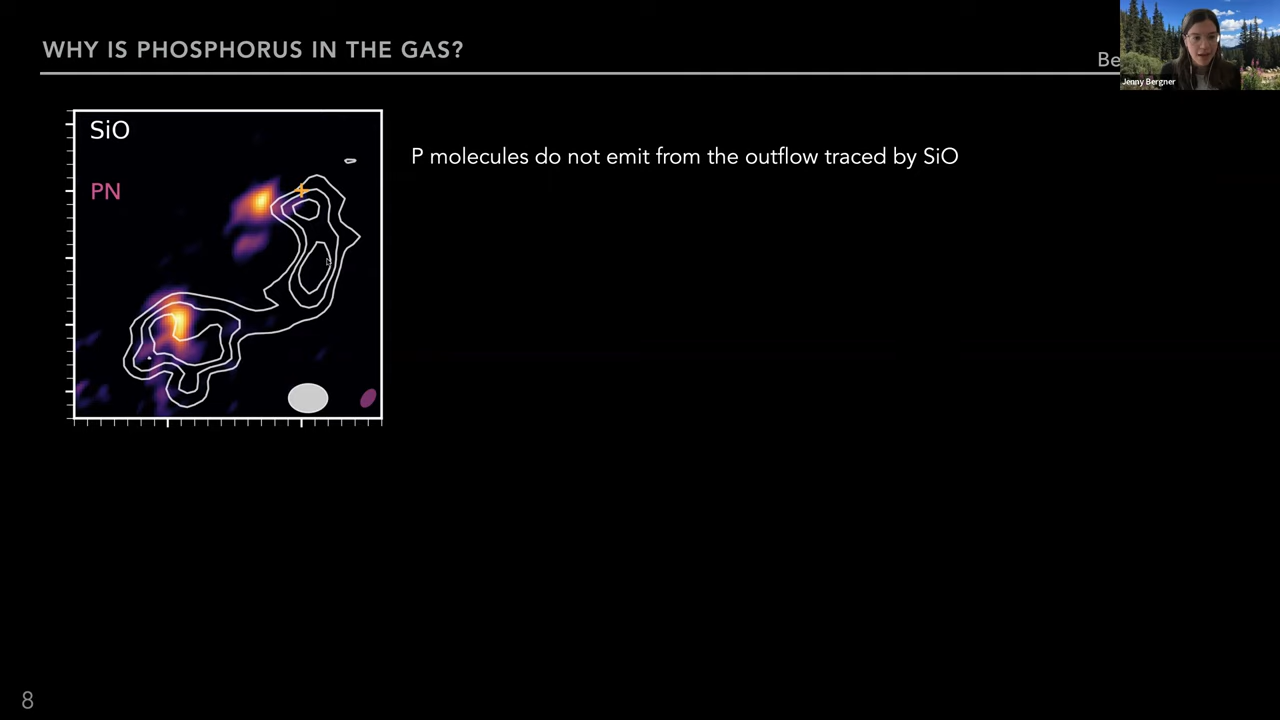 WHY IS PHOSPHORUS IN THE GAS?
Jenny Bergner
SiO
PN
P molecules do not emit from the outflow traced by SiO
8